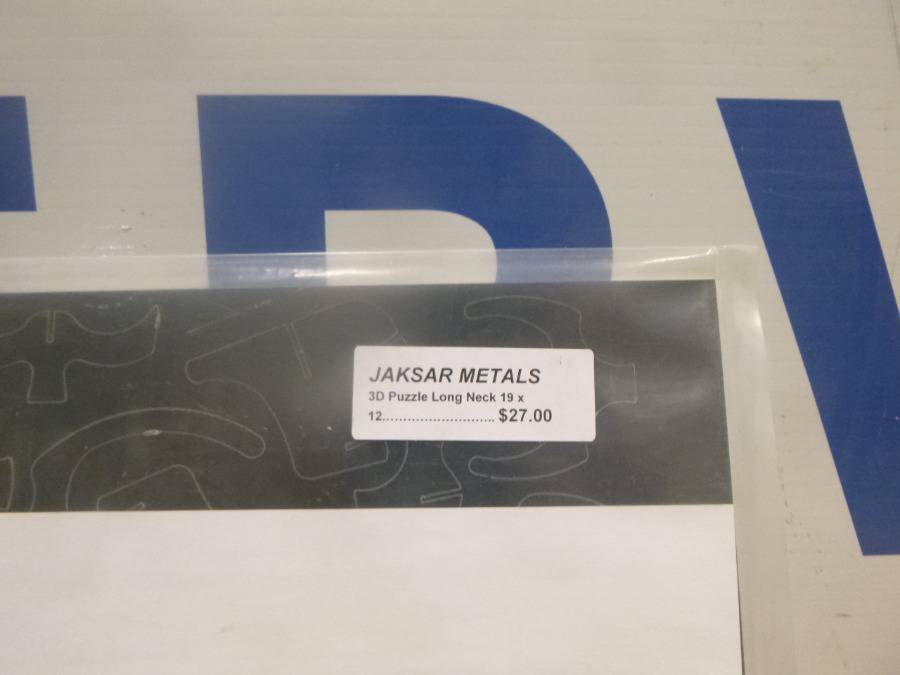 JAKSAR METALS
3D Puzzle Long Neck 19 x
12.......................... $27.00